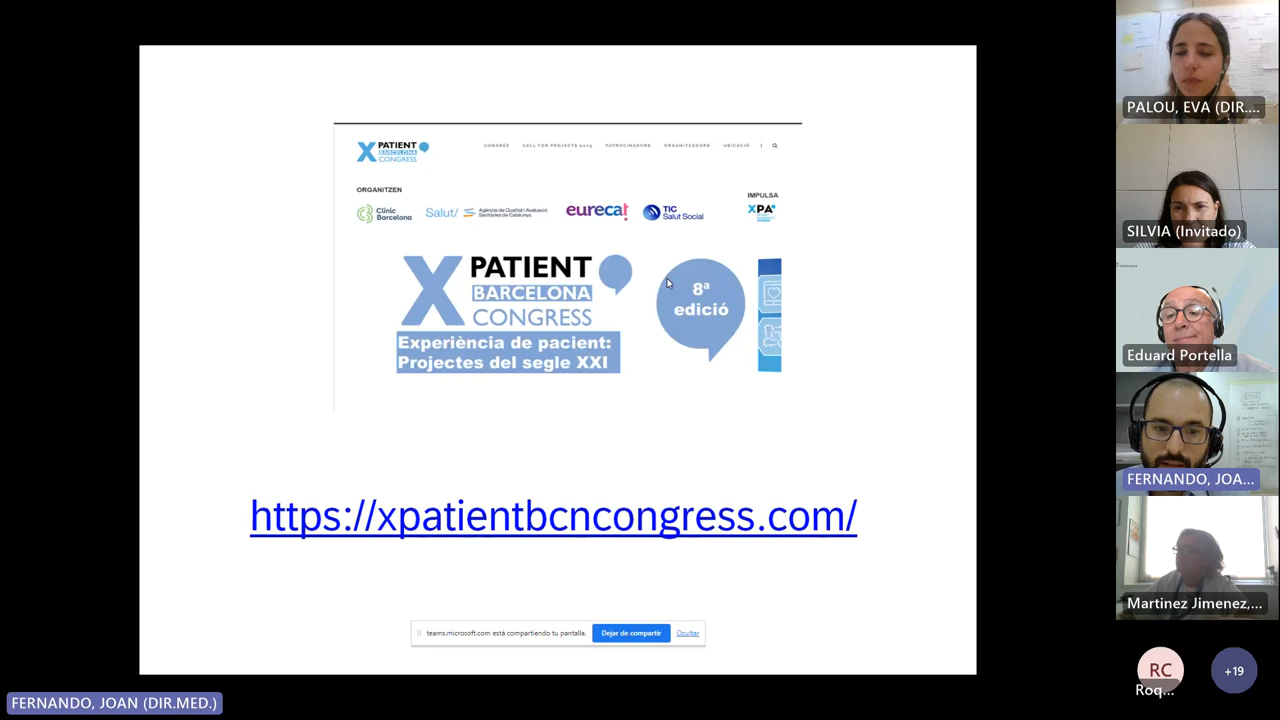 X PATIENT
BARCELONA
CONGRESS
CONGRÉS CALL FOR PROJECTS 2023 PATROCINADORS ORGANITZADORS UBICACIÓ |
ORGANITZEN
IMPULSA
Clínic
Barcelona
Salut/
Agència de Qualitat i Avaluació
Sanitàries de Catalunya
eurecat
TIC
Salut Social
XPA
X PATIENT
BARCELONA
CONGRESS
Experiència de pacient:
Projectes del segle XXI
8ª
edició
https://xpatientbcncongress.com/
teams.microsoft.com está compartiendo tu pantalla. Dejar de compartir Ocultar
PALOU, EVA (DIR....
SILVIA (Invitado)
Eduard Portella
FERNANDO, JOA...
Martinez Jimenez,...
RC
Roq...
+19
FERNANDO, JOAN (DIR.MED.)